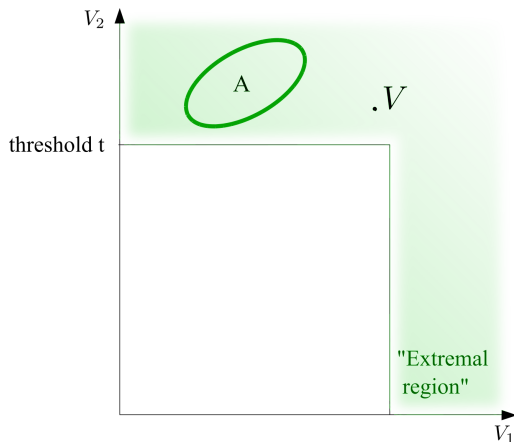 V₂
A
.V
threshold t
"Extremal
region"
V₁